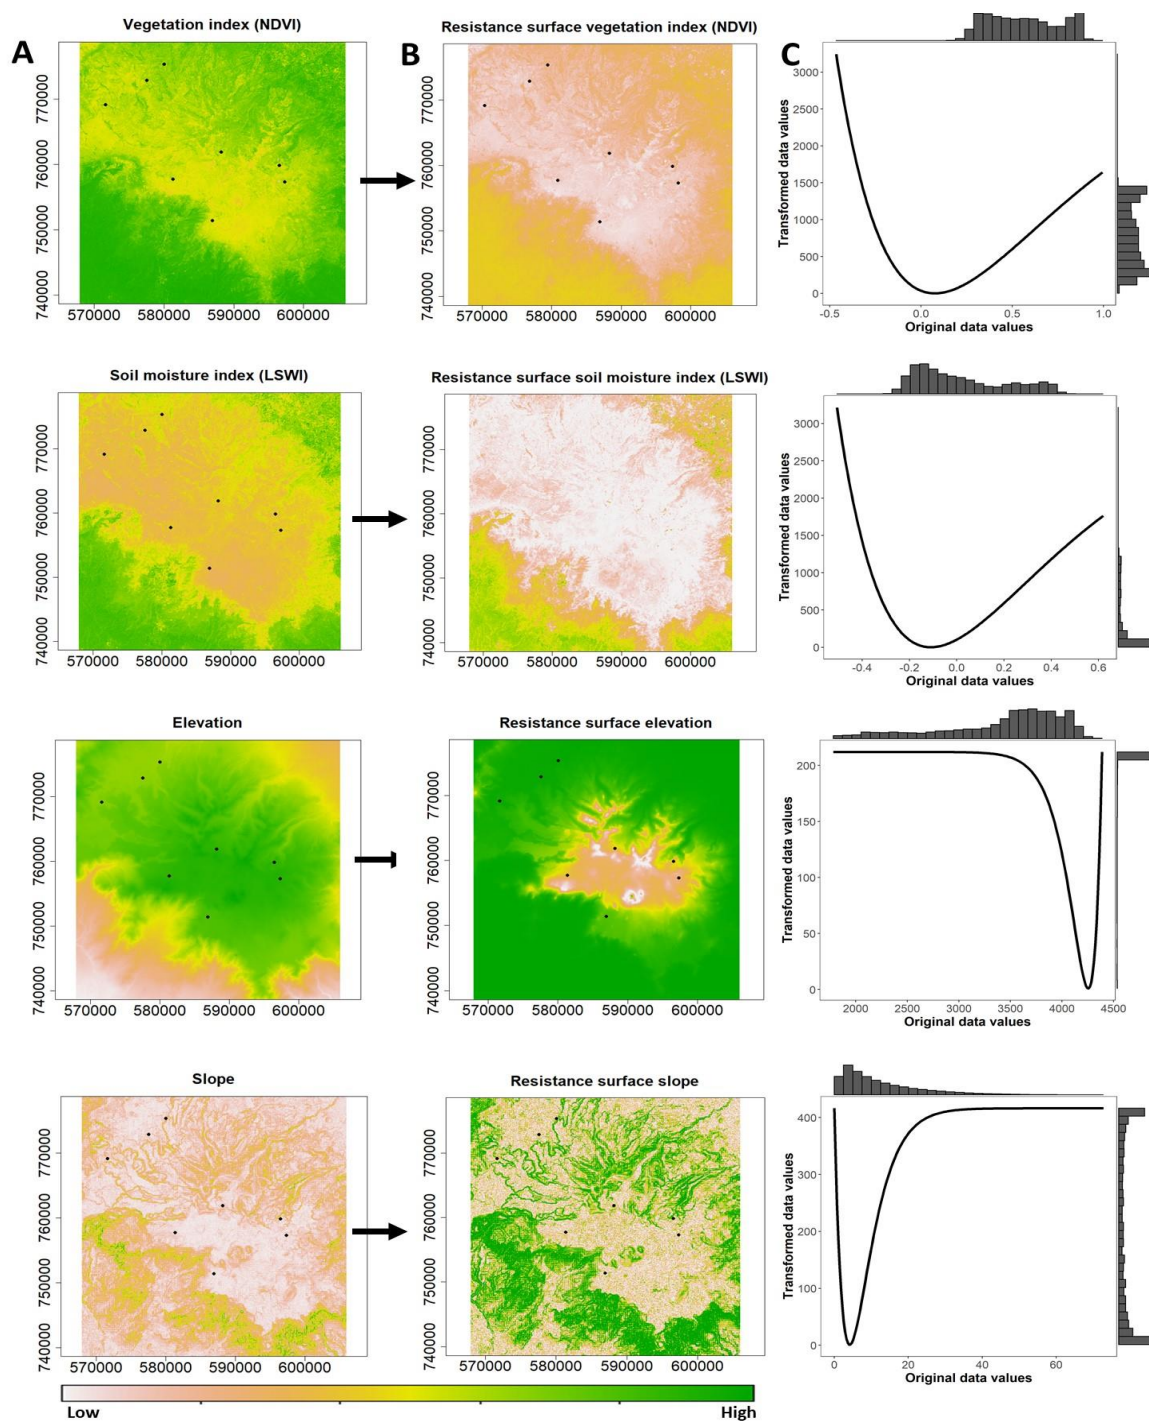 A
Vegetation index (NDVI)
770000
760000
750000
740000
570000 580000 590000 600000
B
Resistance surface vegetation index (NDVI)
770000
760000
750000
740000
570000 580000 590000 600000
C
Transformed data values
3000
2500
2000
1500
1000
500
0
-0.5 0.0 0.5 1.0
Original data values
Soil moisture index (LSWI)
770000
760000
750000
740000
570000 580000 590000 600000
Resistance surface soil moisture index (LSWI)
770000
760000
750000
740000
570000 580000 590000 600000
Transformed data values
3000
2500
2000
1500
1000
500
0
-0.4 -0.2 0.0 0.2 0.4 0.6
Original data values
Elevation
770000
760000
750000
740000
570000 580000 590000 600000
Resistance surface elevation
770000
760000
750000
740000
570000 580000 590000 600000
Transformed data values
200
150
100
50
0
2000 2500 3000 3500 4000 4500
Original data values
Slope
770000
760000
750000
740000
570000 580000 590000 600000
Resistance surface slope
770000
760000
750000
740000
570000 580000 590000 600000
Transformed data values
400
300
200
100
0
0 20 40 60
Original data values
Low High